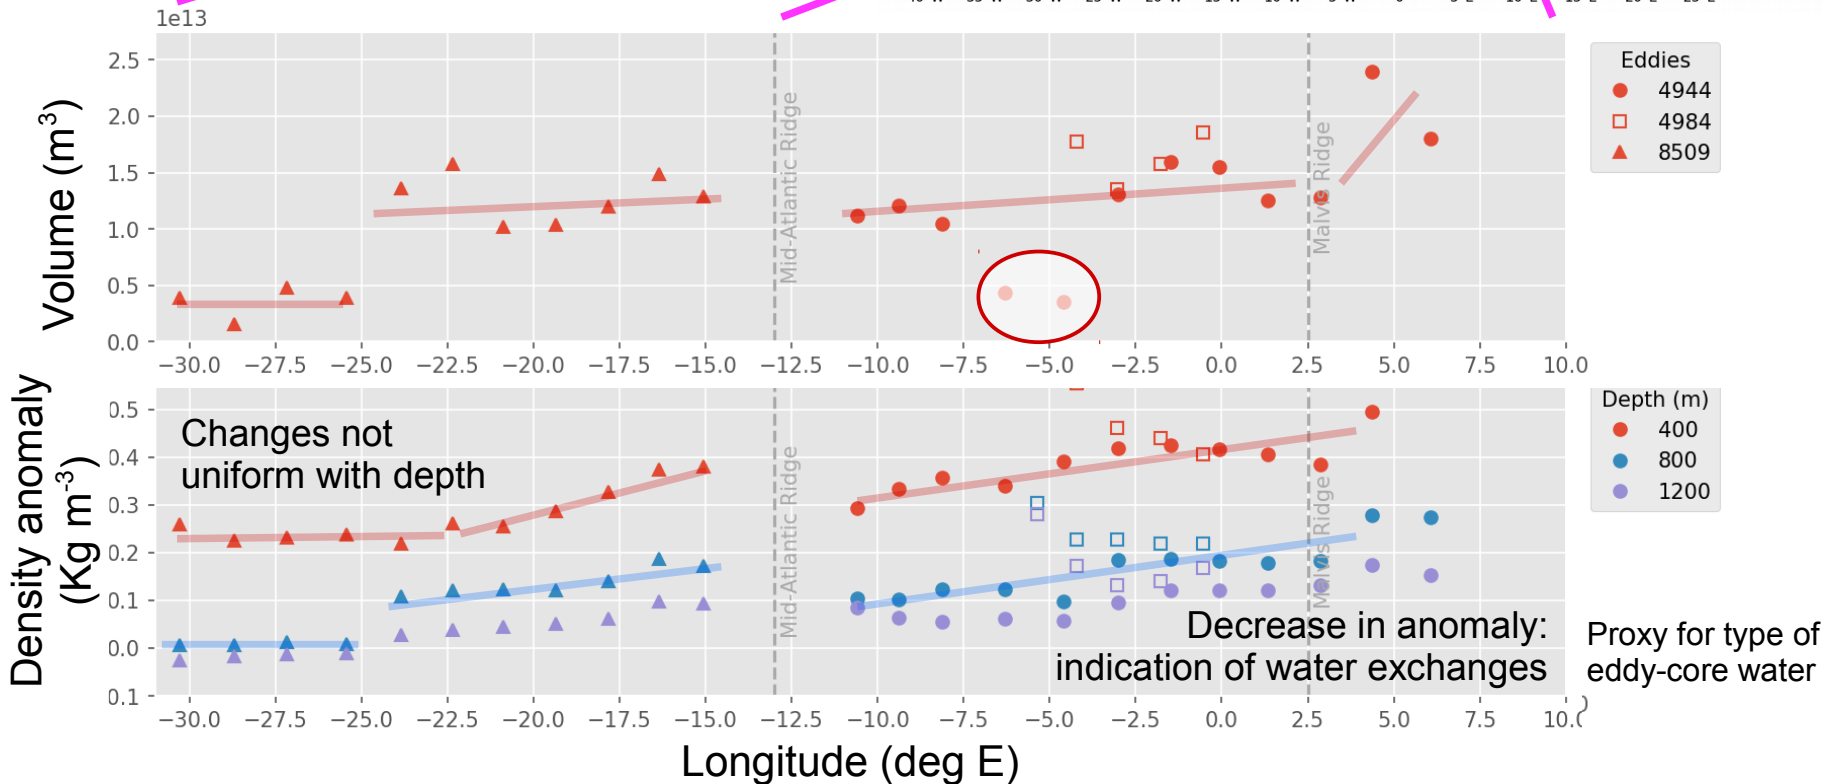 1e13
Volume (m³)
2.5
2.0
1.5
1.0
0.5
0.0
Mid-Atlantic Ridge
Malvs Ridge
Eddies
4944
4984
8509
−30.0 −27.5 −25.0 −22.5 −20.0 −17.5 −15.0 −12.5 −10.0 −7.5 −5.0 −2.5 0.0 2.5 5.0 7.5 10.0
Density anomaly
(Kg m⁻³)
0.5
0.4
0.3
0.2
0.1
0.0
0.1
Changes not
uniform with depth
Mid-Atlantic Ridge
Malvs Ridge
Decrease in anomaly:
indication of water exchanges
Depth (m)
400
800
1200
Proxy for type of
eddy-core water
−30.0 −27.5 −25.0 −22.5 −20.0 −17.5 −15.0 −12.5 −10.0 −7.5 −5.0 −2.5 0.0 2.5 5.0 7.5 10.0
Longitude (deg E)